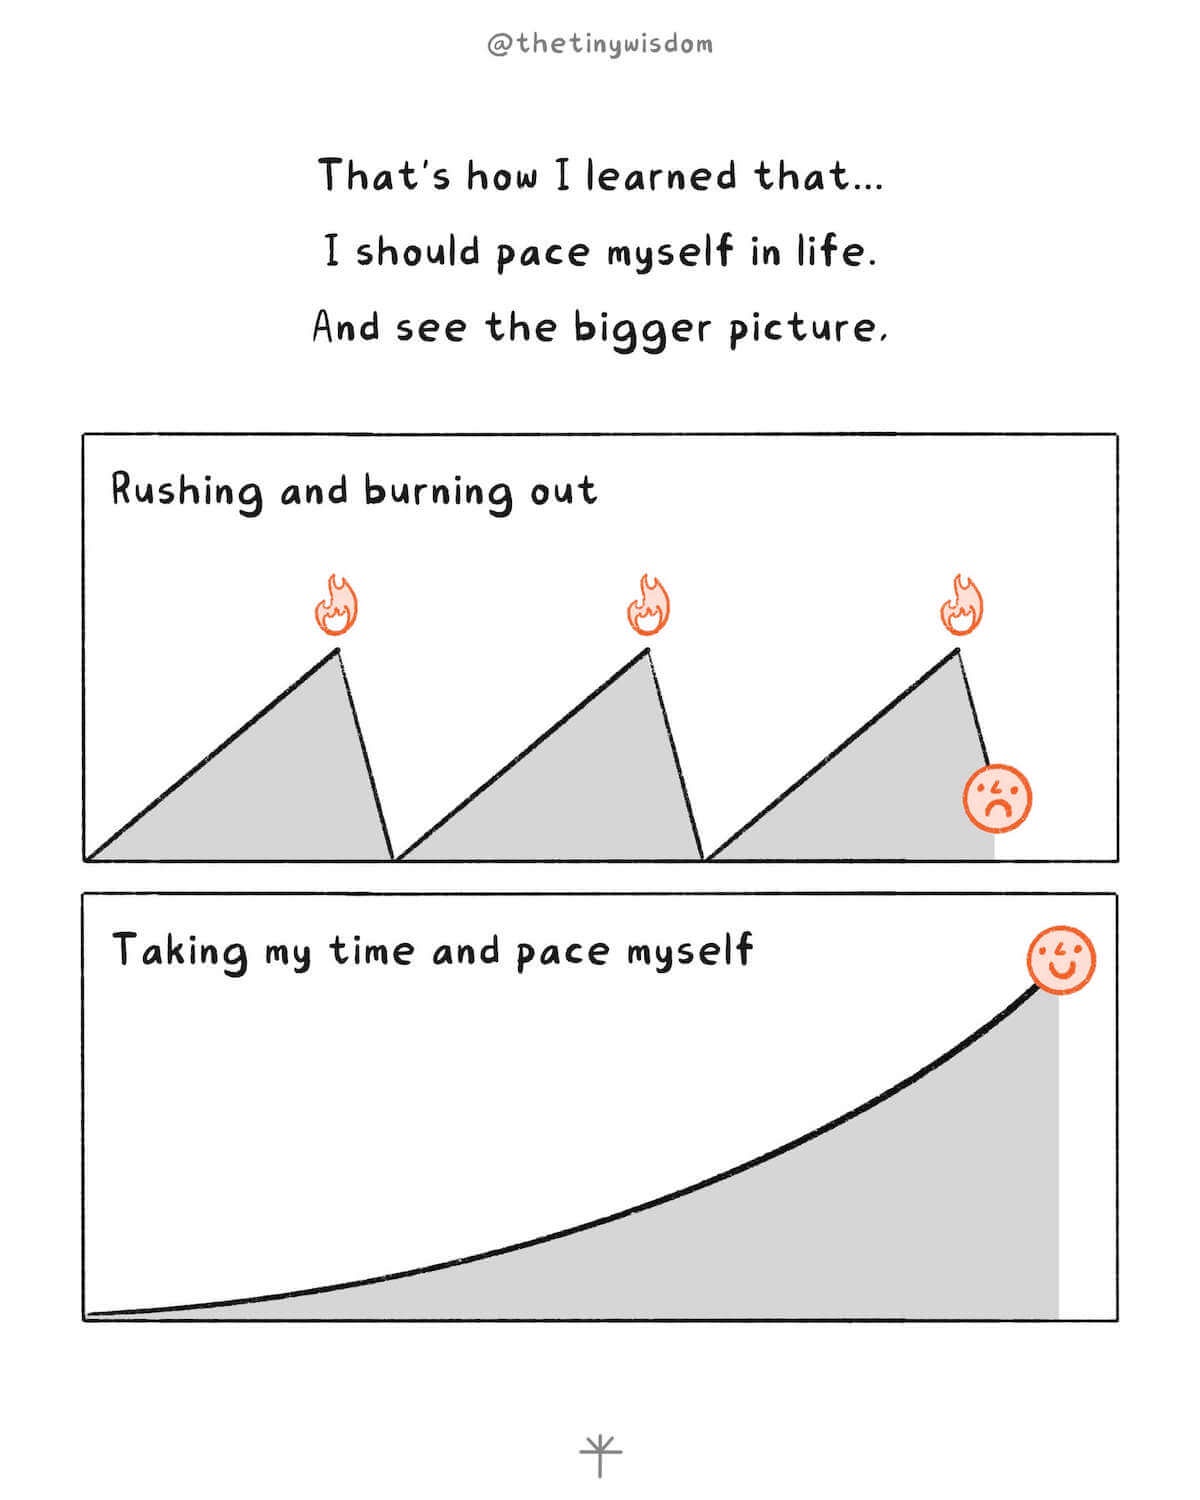 @thetinywisdom
That's how I learned that...
I should pace myself in life.
And see the bigger picture.
Rushing and burning out
Taking my time and pace myself